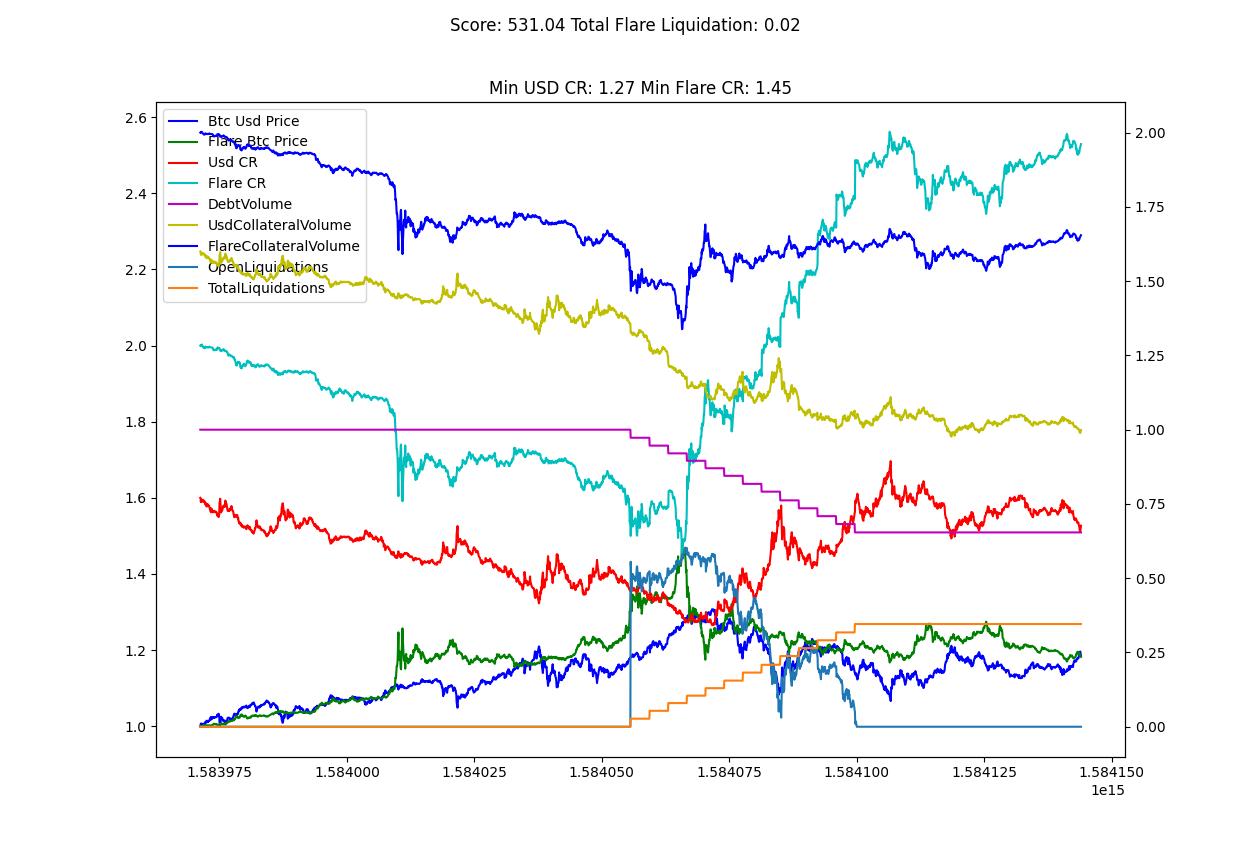 Score: 531.04 Total Flare Liquidation: 0.02
Min USD CR: 1.27 Min Flare CR: 1.45
Btc Usd Price
Flare Btc Price
Usd CR
Flare CR
DebtVolume
UsdCollateralVolume
FlareCollateralVolume
OpenLiquidations
TotalLiquidations
2.6
2.4
2.2
2.0
1.8
1.6
1.4
1.2
1.0
2.00
1.75
1.50
1.25
1.00
0.75
0.50
0.25
0.00
1.583975
1.584000
1.584025
1.584050
1.584075
1.584100
1.584125
1.584150
1e15